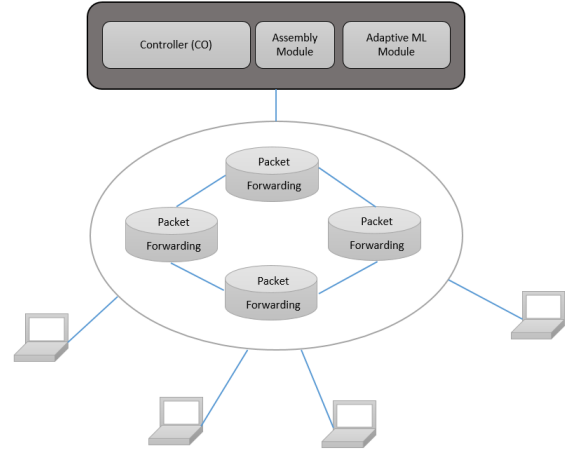 Controller (CO)
Assembly
Module
Adaptive ML
Module
Packet
Forwarding
Packet
Forwarding
Packet
Forwarding
Packet
Forwarding